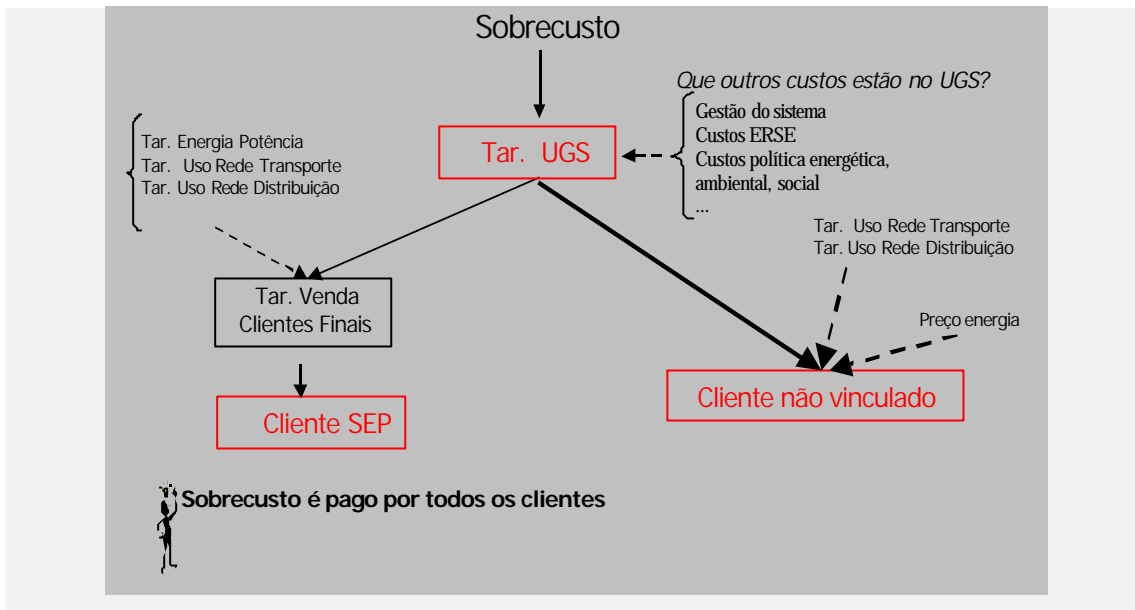 Sobrecusto
Que outros custos estão no UGS?
Gestão do sistema
Custos ERSE
Custos política energética,
ambiental, social
...
Tar. Energia Potência
Tar. Uso Rede Transporte
Tar. Uso Rede Distribuição
Tar. UGS
Tar. Uso Rede Transporte
Tar. Uso Rede Distribuição
Preço energia
Tar. Venda
Clientes Finais
Cliente SEP
Cliente não vinculado
Sobrecusto é pago por todos os clientes